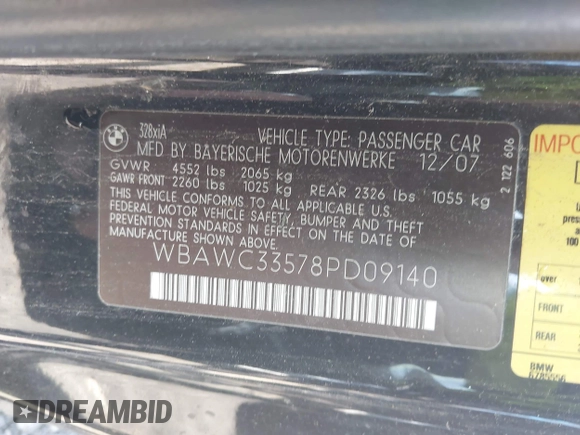 BMW
328xiA
VEHICLE TYPE: PASSENGER CAR
MFD BY BAYERISCHE MOTORENWERKE 12/07
GVWR 4552 lbs 2065 kg
GAWR FRONT 2260 lbs 1025 kg REAR 2326 lbs 1055 kg
THIS VEHICLE CONFORMS TO ALL APPLICABLE U.S.
FEDERAL MOTOR VEHICLE SAFETY, BUMPER AND THEFT
PREVENTION STANDARDS IN EFFECT ON THE DATE OF
MANUFACTURE SHOWN ABOVE.
WBAWC33578PD09140
2 122 606
100
FRONT
REAR
BMW
6785556
DREAMBID